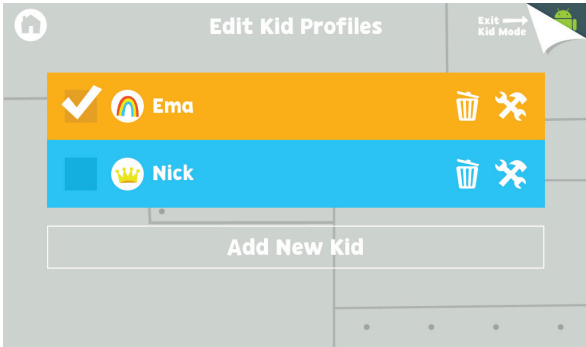 Edit Kid Profiles
Exit
Kid Mode
Ema
Nick
Add New Kid